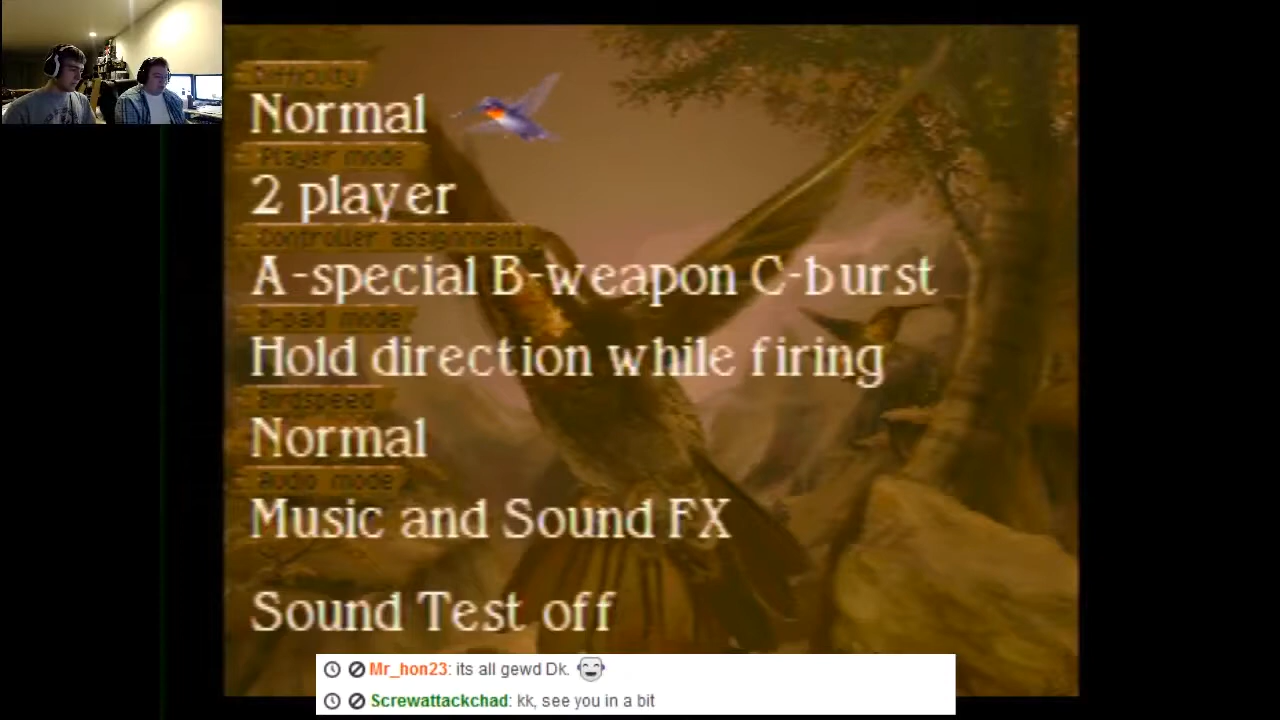 Difficulty
Normal
Player mode
2 player
Controller assignment
A-special B-weapon C-burst
D-pad mode
Hold direction while firing
Birdspeed
Normal
Audio mode
Music and Sound FX
Sound Test off
Mr_hon23: its all gewd Dk.
Screwattackchad: kk, see you in a bit